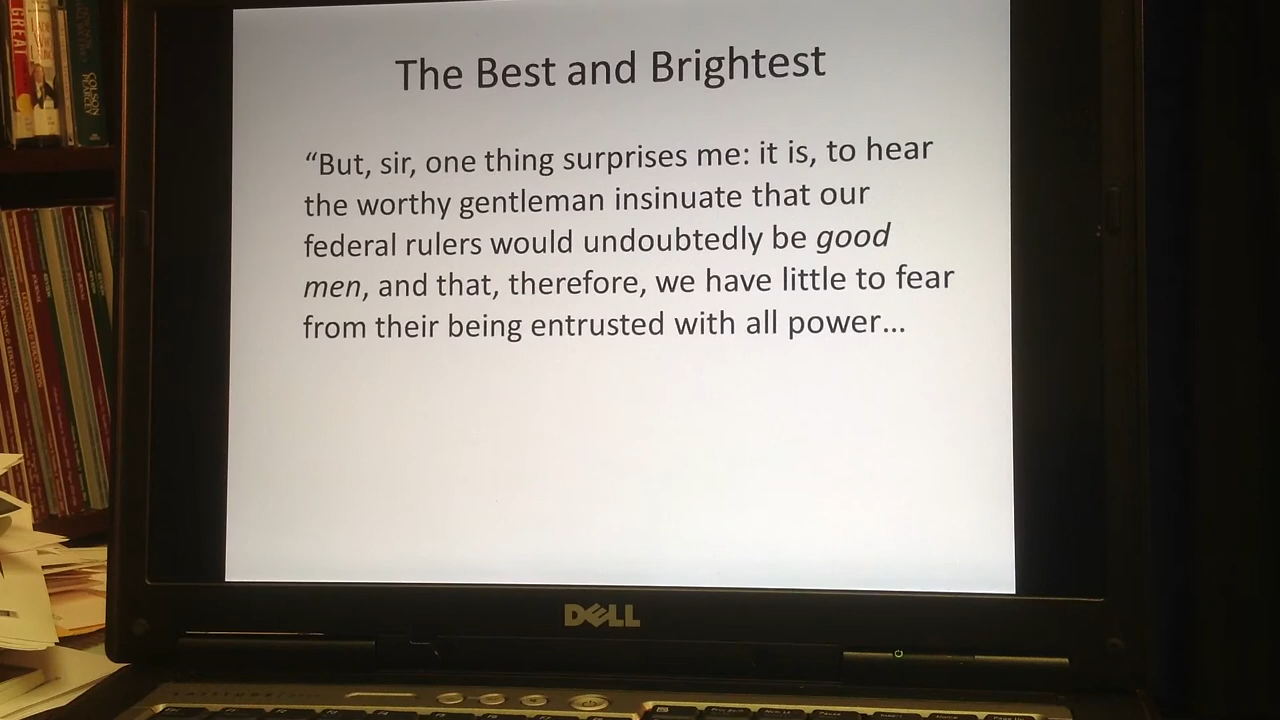 The Best and Brightest
“But, sir, one thing surprises me: it is, to hear
the worthy gentleman insinuate that our
federal rulers would undoubtedly be good
men, and that, therefore, we have little to fear
from their being entrusted with all power...
DELL
GREAT
COLSON